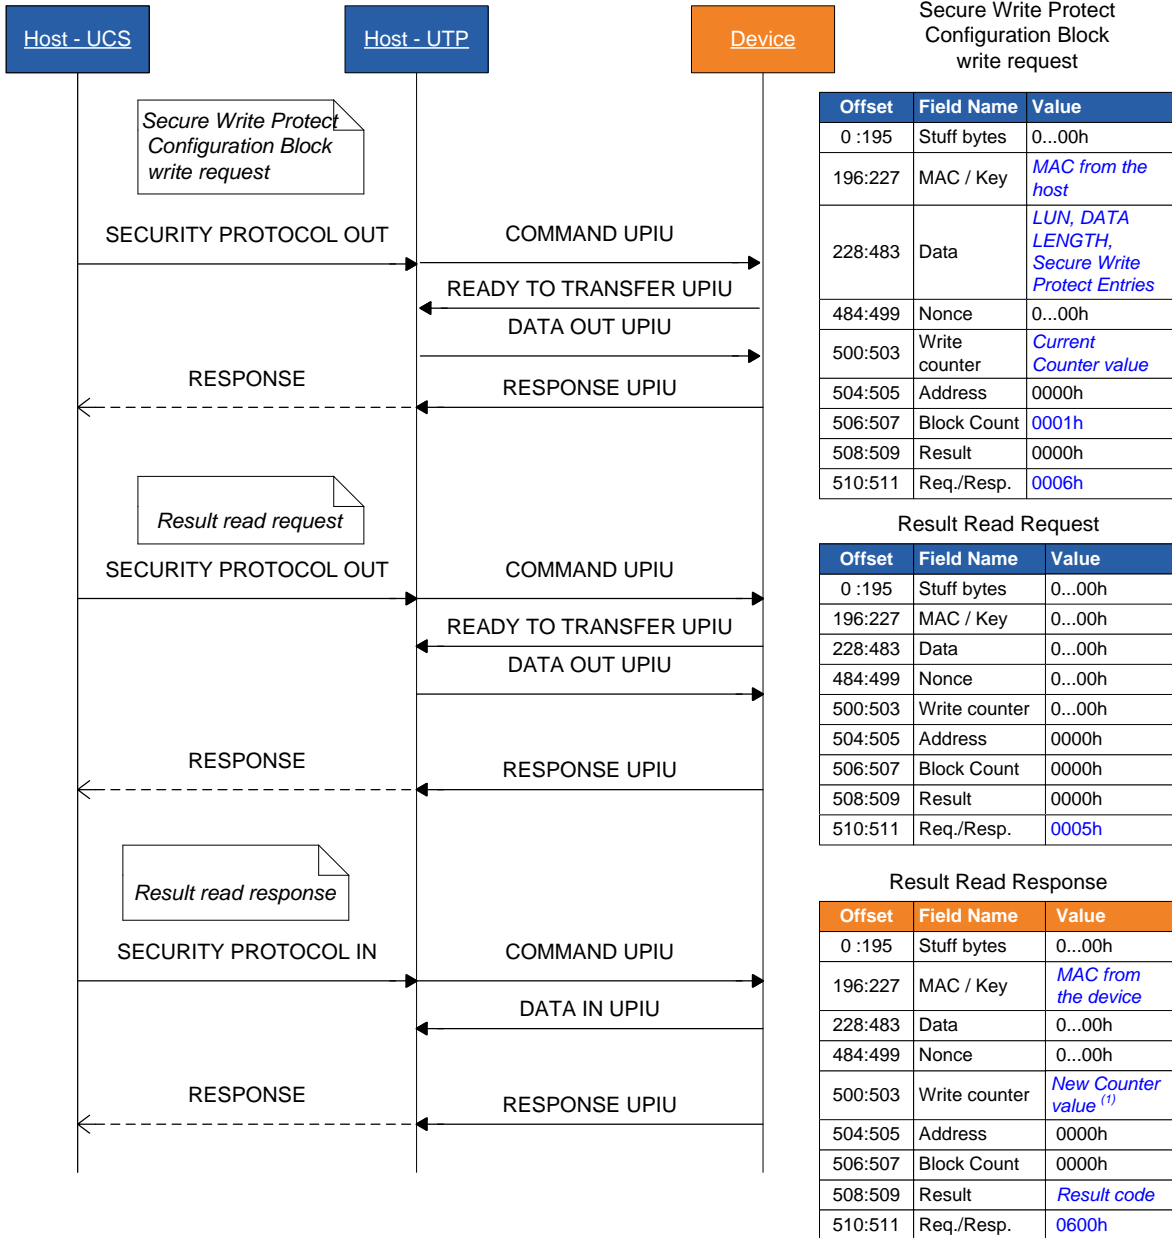 Host - UCS
Host - UTP
Device
Secure Write Protect
Configuration Block
write request
SECURITY PROTOCOL OUT
COMMAND UPIU
READY TO TRANSFER UPIU
DATA OUT UPIU
RESPONSE
RESPONSE UPIU
Result read request
SECURITY PROTOCOL OUT
COMMAND UPIU
READY TO TRANSFER UPIU
DATA OUT UPIU
RESPONSE
RESPONSE UPIU
Result read response
SECURITY PROTOCOL IN
COMMAND UPIU
DATA IN UPIU
RESPONSE
RESPONSE UPIU
Secure Write Protect
Configuration Block
write request
Offset Field Name Value
0 :195 Stuff bytes 0...00h
196:227 MAC / Key MAC from the
host
228:483 Data LUN, DATA
LENGTH,
Secure Write
Protect Entries
484:499 Nonce 0...00h
500:503 Write
counter Current
Counter value
504:505 Address 0000h
506:507 Block Count 0001h
508:509 Result 0000h
510:511 Req./Resp. 0006h
Result Read Request
Offset Field Name Value
0 :195 Stuff bytes 0...00h
196:227 MAC / Key 0...00h
228:483 Data 0...00h
484:499 Nonce 0...00h
500:503 Write counter 0...00h
504:505 Address 0000h
506:507 Block Count 0000h
508:509 Result 0000h
510:511 Req./Resp. 0005h
Result Read Response
Offset Field Name Value
0 :195 Stuff bytes 0...00h
196:227 MAC / Key MAC from
the device
228:483 Data 0...00h
484:499 Nonce 0...00h
500:503 Write counter New Counter
value (1)
504:505 Address 0000h
506:507 Block Count 0000h
508:509 Result Result code
510:511 Req./Resp. 0600h